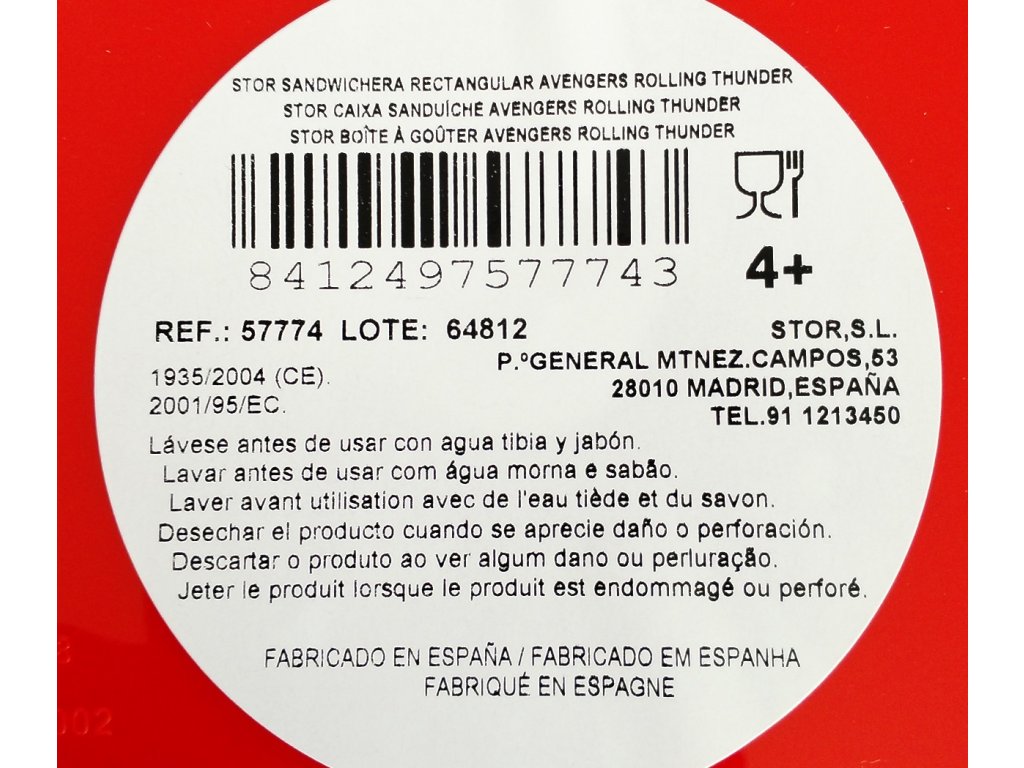 STOR SANDWICHERA RECTANGULAR AVENGERS ROLLING THUNDER
STOR CAIXA SANDUÍCHE AVENGERS ROLLING THUNDER
STOR BOÎTE À GOÛTER AVENGERS ROLLING THUNDER
8412497577743
4+
REF.: 57774 LOTE: 64812
STOR,S.L.
P.ºGENERAL MTNEZ.CAMPOS,53
28010 MADRID,ESPAÑA
TEL.91 1213450
1935/2004 (CE).
2001/95/EC.
Lávese antes de usar con agua tibia y jabón.
Lavar antes de usar com água morna e sabão.
Laver avant utilisation avec de l'eau tiède et du savon.
Desechar el producto cuando se aprecie daño o perforación.
Descartar o produto ao ver algum dano ou perluração.
Jeter le produit lorsque le produit est endommagé ou perforé.
FABRICADO EN ESPAÑA / FABRICADO EM ESPANHA
FABRIQUÉ EN ESPAGNE
002